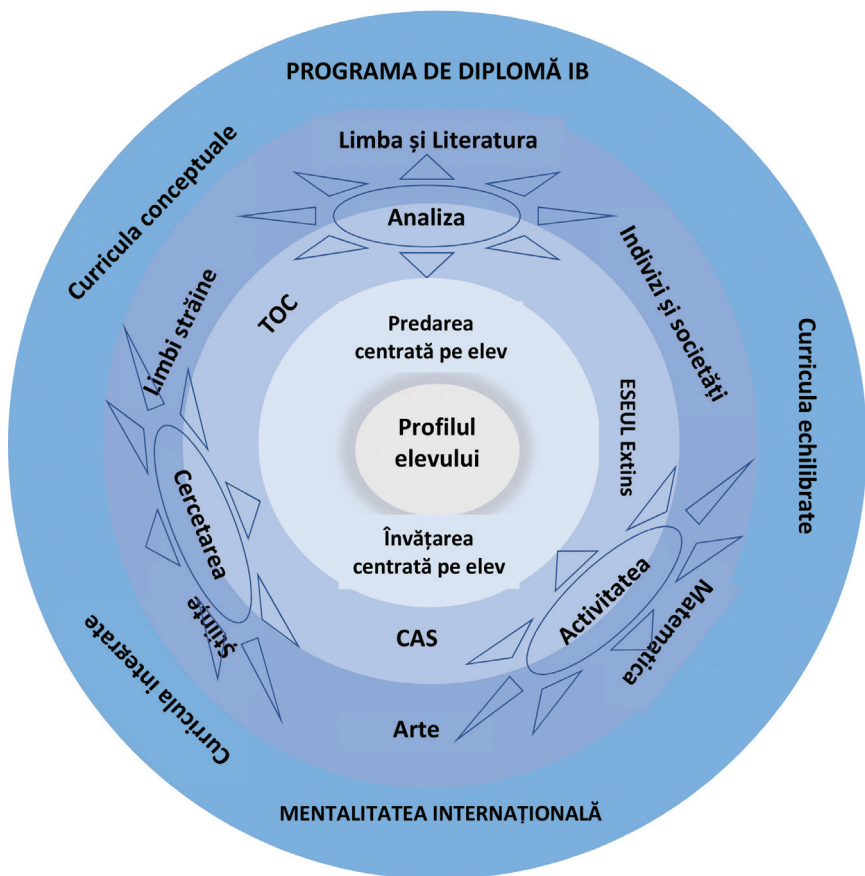 PROGRAMA DE DIPLOMĂ IB
Limba și Literatura
Curricula conceptuale
Analiza
Indivizi și societăți
Limbi străine
TOC
Predarea
centrată pe elev
Curricula echilibrate
ESEUL Extins
Profilul
elevului
Cercetarea
Învățarea
centrată pe elev
Activitatea
Matematica
Științe
CAS
Curricula integrate
Arte
MENTALITATEA INTERNAȚIONALĂ